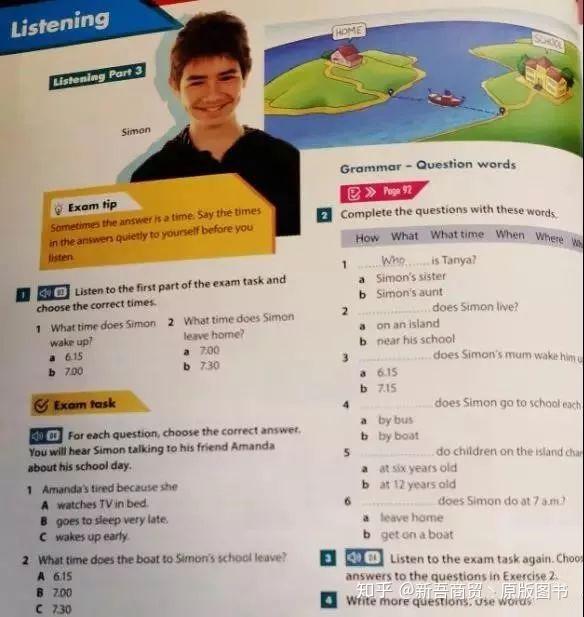 Listening
Listening Part 3
Simon
HOME
SCHOOL
Exam tip
Sometimes the answer is a time. Say the times
in the answers quietly to yourself before you
listen.
1 03 Listen to the first part of the exam task and
choose the correct times.
1 What time does Simon
wake up?
a 6.15
b 7.00
2 What time does Simon
leave home?
a 7.00
b 7.30
Exam task
04 For each question, choose the correct answer.
You will hear Simon talking to his friend Amanda
about his school day.
1 Amanda's tired because she
A watches TV in bed.
B goes to sleep very late.
C wakes up early.
2 What time does the boat to Simon's school leave?
A 6.15
B 7.00
C 7.30
Grammar – Question words
Page 92
2 Complete the questions with these words.
How What What time When Where
1 Who is Tanya?
a Simon's sister
b Simon's aunt
2 does Simon live?
a on an island
b near his school
3 does Simon's mum wake him
a 6.15
b 7.15
4 does Simon go to school each
a by bus
b by boat
5 do children on the island
a at six years old
b at 12 years old
6 does Simon do at 7 a.m.?
a leave home
b get on a boat
3 04 Listen to the exam task again.
answers to the questions in Exercise 2.
4 Write more questions. Use words
知乎 @新吾商贸、原版图书